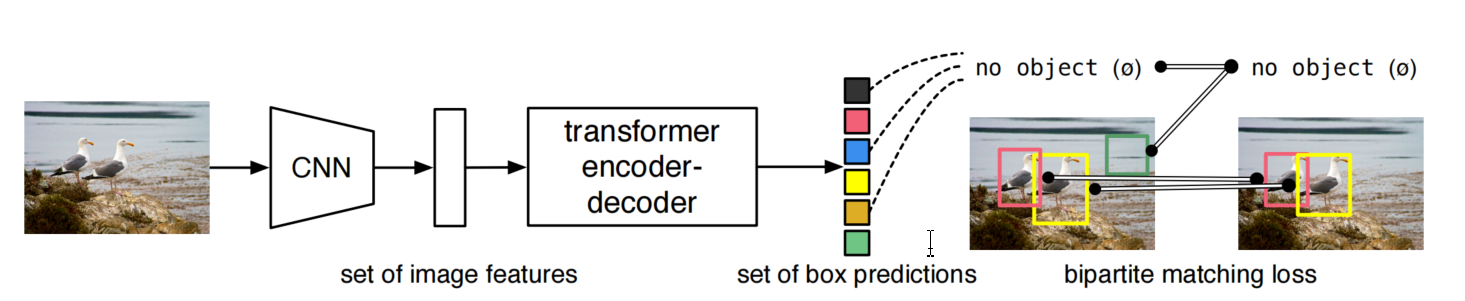 no object (ø)
no object (ø)
CNN
transformer
encoder-
decoder
set of image features
set of box predictions
bipartite matching loss